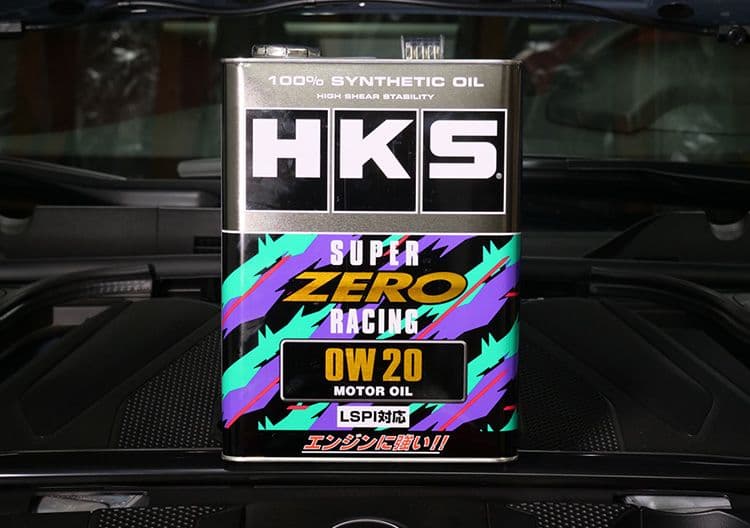 100% SYNTHETIC OIL
HIGH SHEAR STABILITY
HKS®
SUPER
ZERO
RACING
0W 20
MOTOR OIL
LSPI対応
エンジンに強い!!